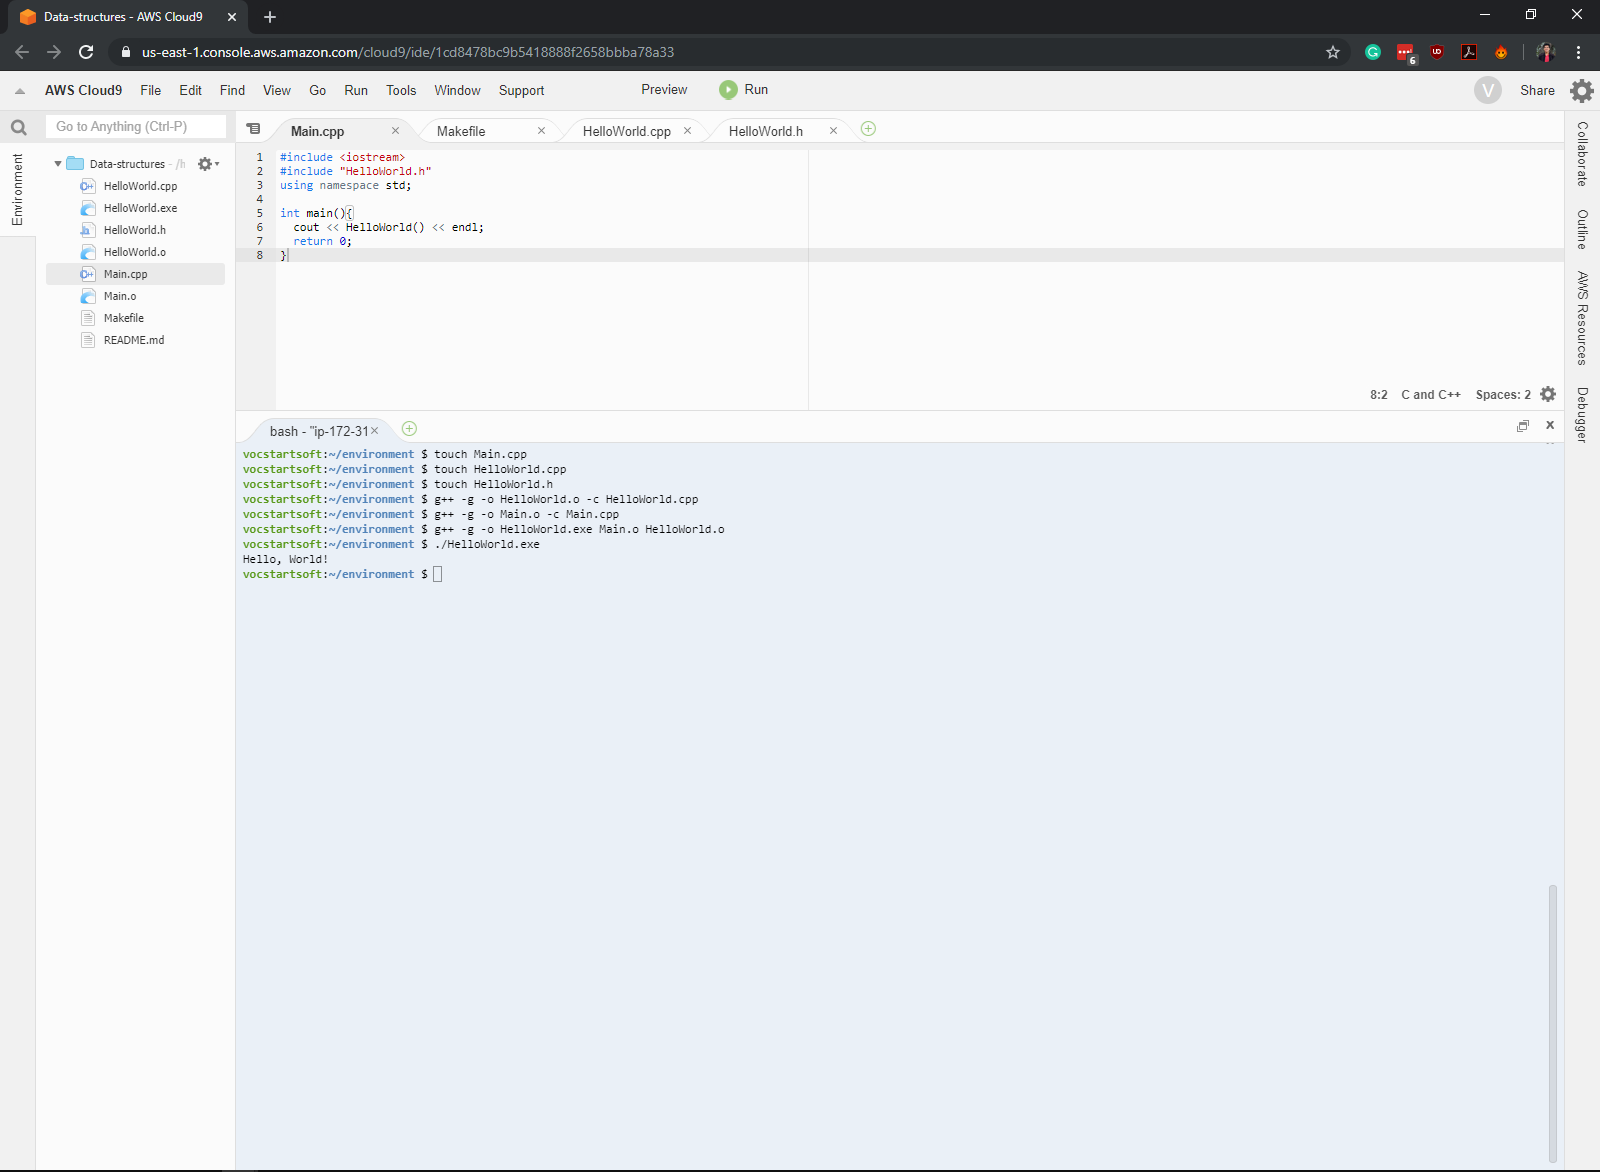 Data-structures - AWS Cloud9
us-east-1.console.aws.amazon.com/cloud9/ide/1cd8478bc9b5418888f2658bbba78a33
6
AWS Cloud9 File Edit Find View Go Run Tools Window Support Preview Run V Share
Go to Anything (Ctrl-P)
Main.cpp Makefile HelloWorld.cpp HelloWorld.h
Environment
Data-structures - /h
HelloWorld.cpp
HelloWorld.exe
HelloWorld.h
HelloWorld.o
Main.cpp
Main.o
Makefile
README.md
1 #include <iostream>
2 #include "HelloWorld.h"
3 using namespace std;
4
5 int main(){
6 cout << HelloWorld() << endl;
7 return 0;
8 }
8:2 C and C++ Spaces: 2
Collaborate
Outline
AWS Resources
Debugger
bash - "ip-172-31
vocstartsoft:~/environment $ touch Main.cpp
vocstartsoft:~/environment $ touch HelloWorld.cpp
vocstartsoft:~/environment $ touch HelloWorld.h
vocstartsoft:~/environment $ g++ -g -o HelloWorld.o -c HelloWorld.cpp
vocstartsoft:~/environment $ g++ -g -o Main.o -c Main.cpp
vocstartsoft:~/environment $ g++ -g -o HelloWorld.exe Main.o HelloWorld.o
vocstartsoft:~/environment $ ./HelloWorld.exe
Hello, World!
vocstartsoft:~/environment $